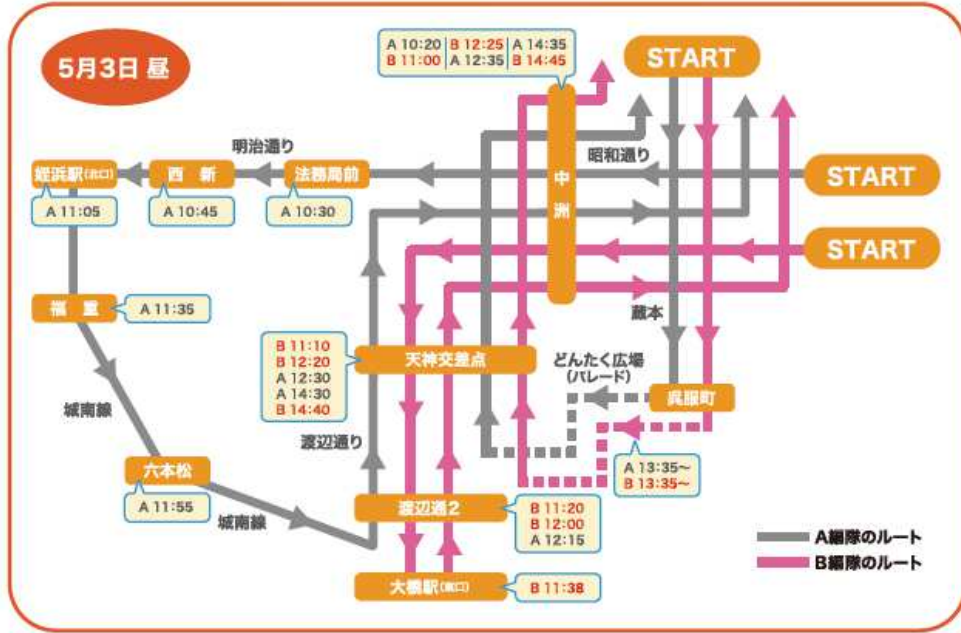 5月3日 昼
A 10:20 B 12:25 A 14:35
B 11:00 A 12:35 B 14:45
START
明治通り
昭和通り
姪浜駅(北口)
西新
法務局前
中洲
START
A 11:05
A 10:45
A 10:30
START
福重
A 11:35
蔵本
B 11:10
B 12:20
A 12:30
A 14:30
B 14:40
天神交差点
どんたく広場
(パレード)
呉服町
城南線
渡辺通り
六本松
A 13:35~
B 13:35~
A 11:55
城南線
渡辺通2
B 11:20
B 12:00
A 12:15
A編隊のルート
B編隊のルート
大橋駅(東口)
B 11:38